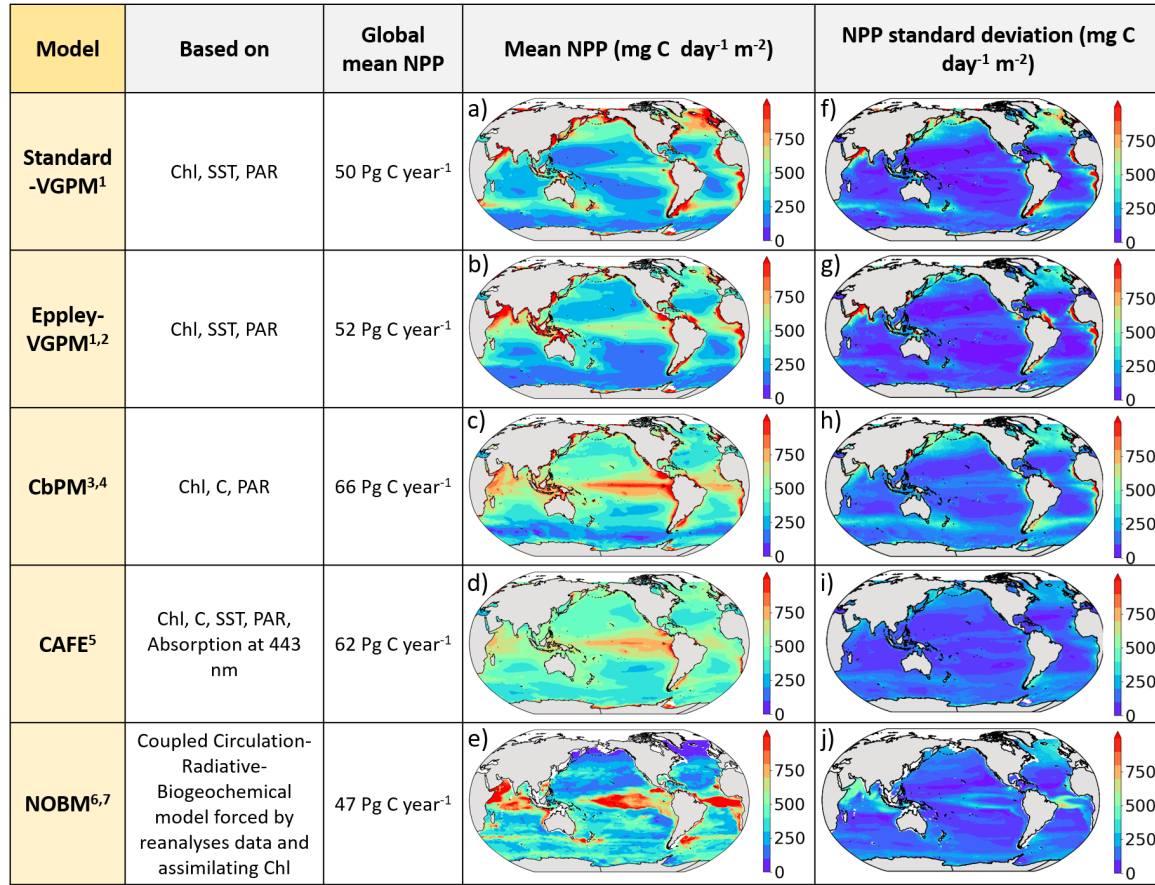 Model
Based on
Global
mean NPP
Mean NPP (mg C day⁻¹ m⁻²)
NPP standard deviation (mg C
day⁻¹ m⁻²)
Standard
-VGPM¹
Chl, SST, PAR
50 Pg C year⁻¹
a)
750
500
250
0
f)
750
500
250
0
Eppley-
VGPM¹,²
Chl, SST, PAR
52 Pg C year⁻¹
b)
750
500
250
0
g)
750
500
250
0
CbPM³,⁴
Chl, C, PAR
66 Pg C year⁻¹
c)
750
500
250
0
h)
750
500
250
0
CAFE⁵
Chl, C, SST, PAR,
Absorption at 443
nm
62 Pg C year⁻¹
d)
750
500
250
0
i)
750
500
250
0
NOBM⁶,⁷
Coupled Circulation-
Radiative-
Biogeochemical
model forced by
reanalyses data and
assimilating Chl
47 Pg C year⁻¹
e)
750
500
250
0
j)
750
500
250
0